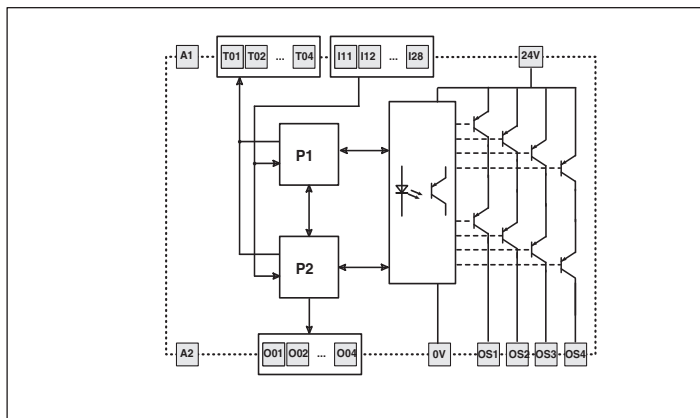 A1 T01 T02 ... T04 I11 I12 ... I28 24V
P1
P2
A2 O01 O02 ... O04 0V OS1 OS2 OS3 OS4